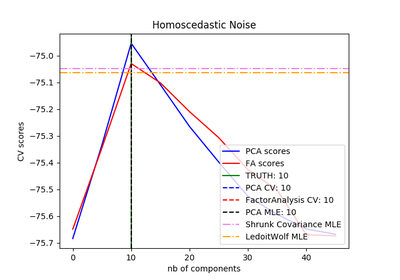 Homoscedastic Noise
CV scores
−75.0
−75.1
−75.2
−75.3
−75.4
−75.5
−75.6
−75.7
PCA scores
FA scores
TRUTH: 10
PCA CV: 10
FactorAnalysis CV: 10
PCA MLE: 10
Shrunk Covariance MLE
LedoitWolf MLE
0
10
20
30
40
nb of components